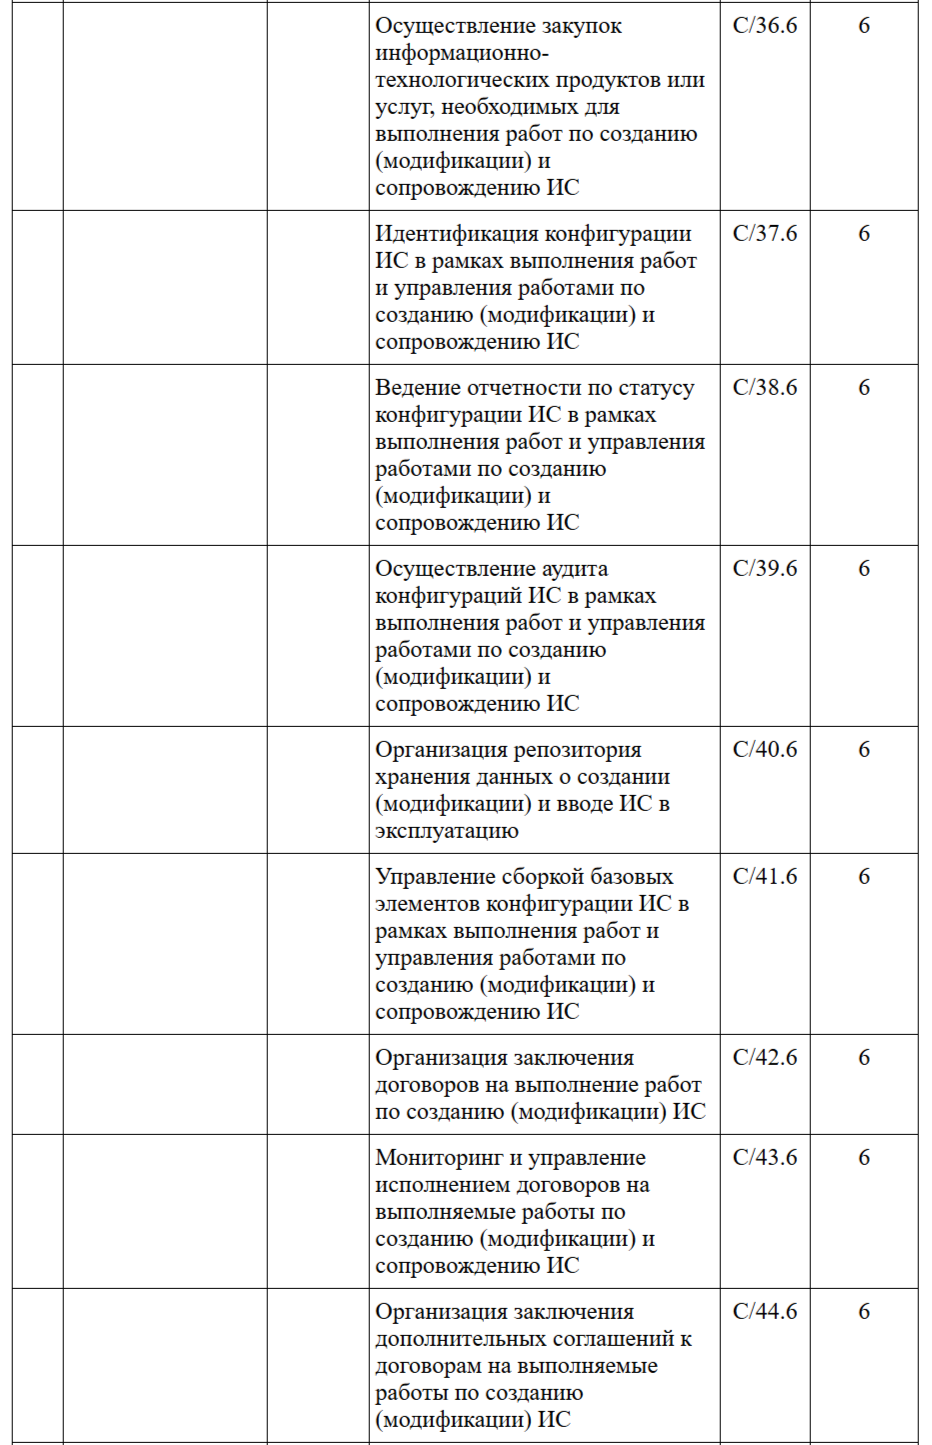 Осуществление закупок C/36.6 6
информационно-
технологических продуктов или
услуг, необходимых для
выполнения работ по созданию
(модификации) и
сопровождению ИС
Идентификация конфигурации C/37.6 6
ИС в рамках выполнения работ
и управления работами по
созданию (модификации) и
сопровождению ИС
Ведение отчетности по статусу C/38.6 6
конфигурации ИС в рамках
выполнения работ и управления
работами по созданию
(модификации) и
сопровождению ИС
Осуществление аудита C/39.6 6
конфигураций ИС в рамках
выполнения работ и управления
работами по созданию
(модификации) и
сопровождению ИС
Организация репозитория C/40.6 6
хранения данных о создании
(модификации) и вводе ИС в
эксплуатацию
Управление сборкой базовых C/41.6 6
элементов конфигурации ИС в
рамках выполнения работ и
управления работами по
созданию (модификации) и
сопровождению ИС
Организация заключения C/42.6 6
договоров на выполнение работ
по созданию (модификации) ИС
Мониторинг и управление C/43.6 6
исполнением договоров на
выполняемые работы по
созданию (модификации) и
сопровождению ИС
Организация заключения C/44.6 6
дополнительных соглашений к
договорам на выполняемые
работы по созданию
(модификации) ИС